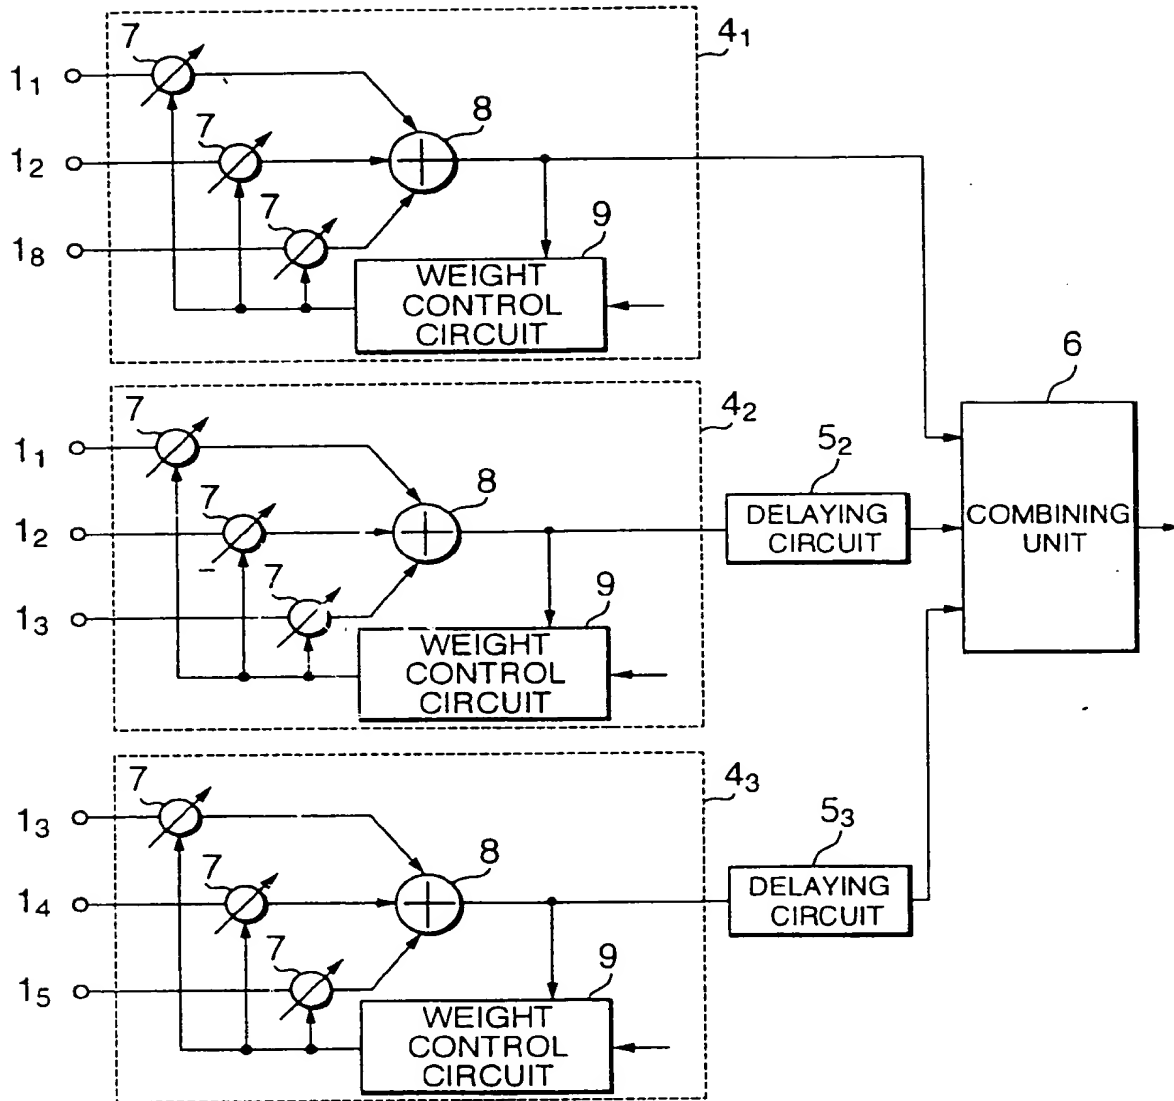 7
4₁
1₁
7
8
1₂
7
9
1₈
WEIGHT
CONTROL
CIRCUIT
6
7
4₂
1₁
7
8
5₂
1₂
DELAYING
CIRCUIT
COMBINING
UNIT
7
9
1₃
WEIGHT
CONTROL
CIRCUIT
7
4₃
1₃
7
8
5₃
1₄
DELAYING
CIRCUIT
7
9
1₅
WEIGHT
CONTROL
CIRCUIT